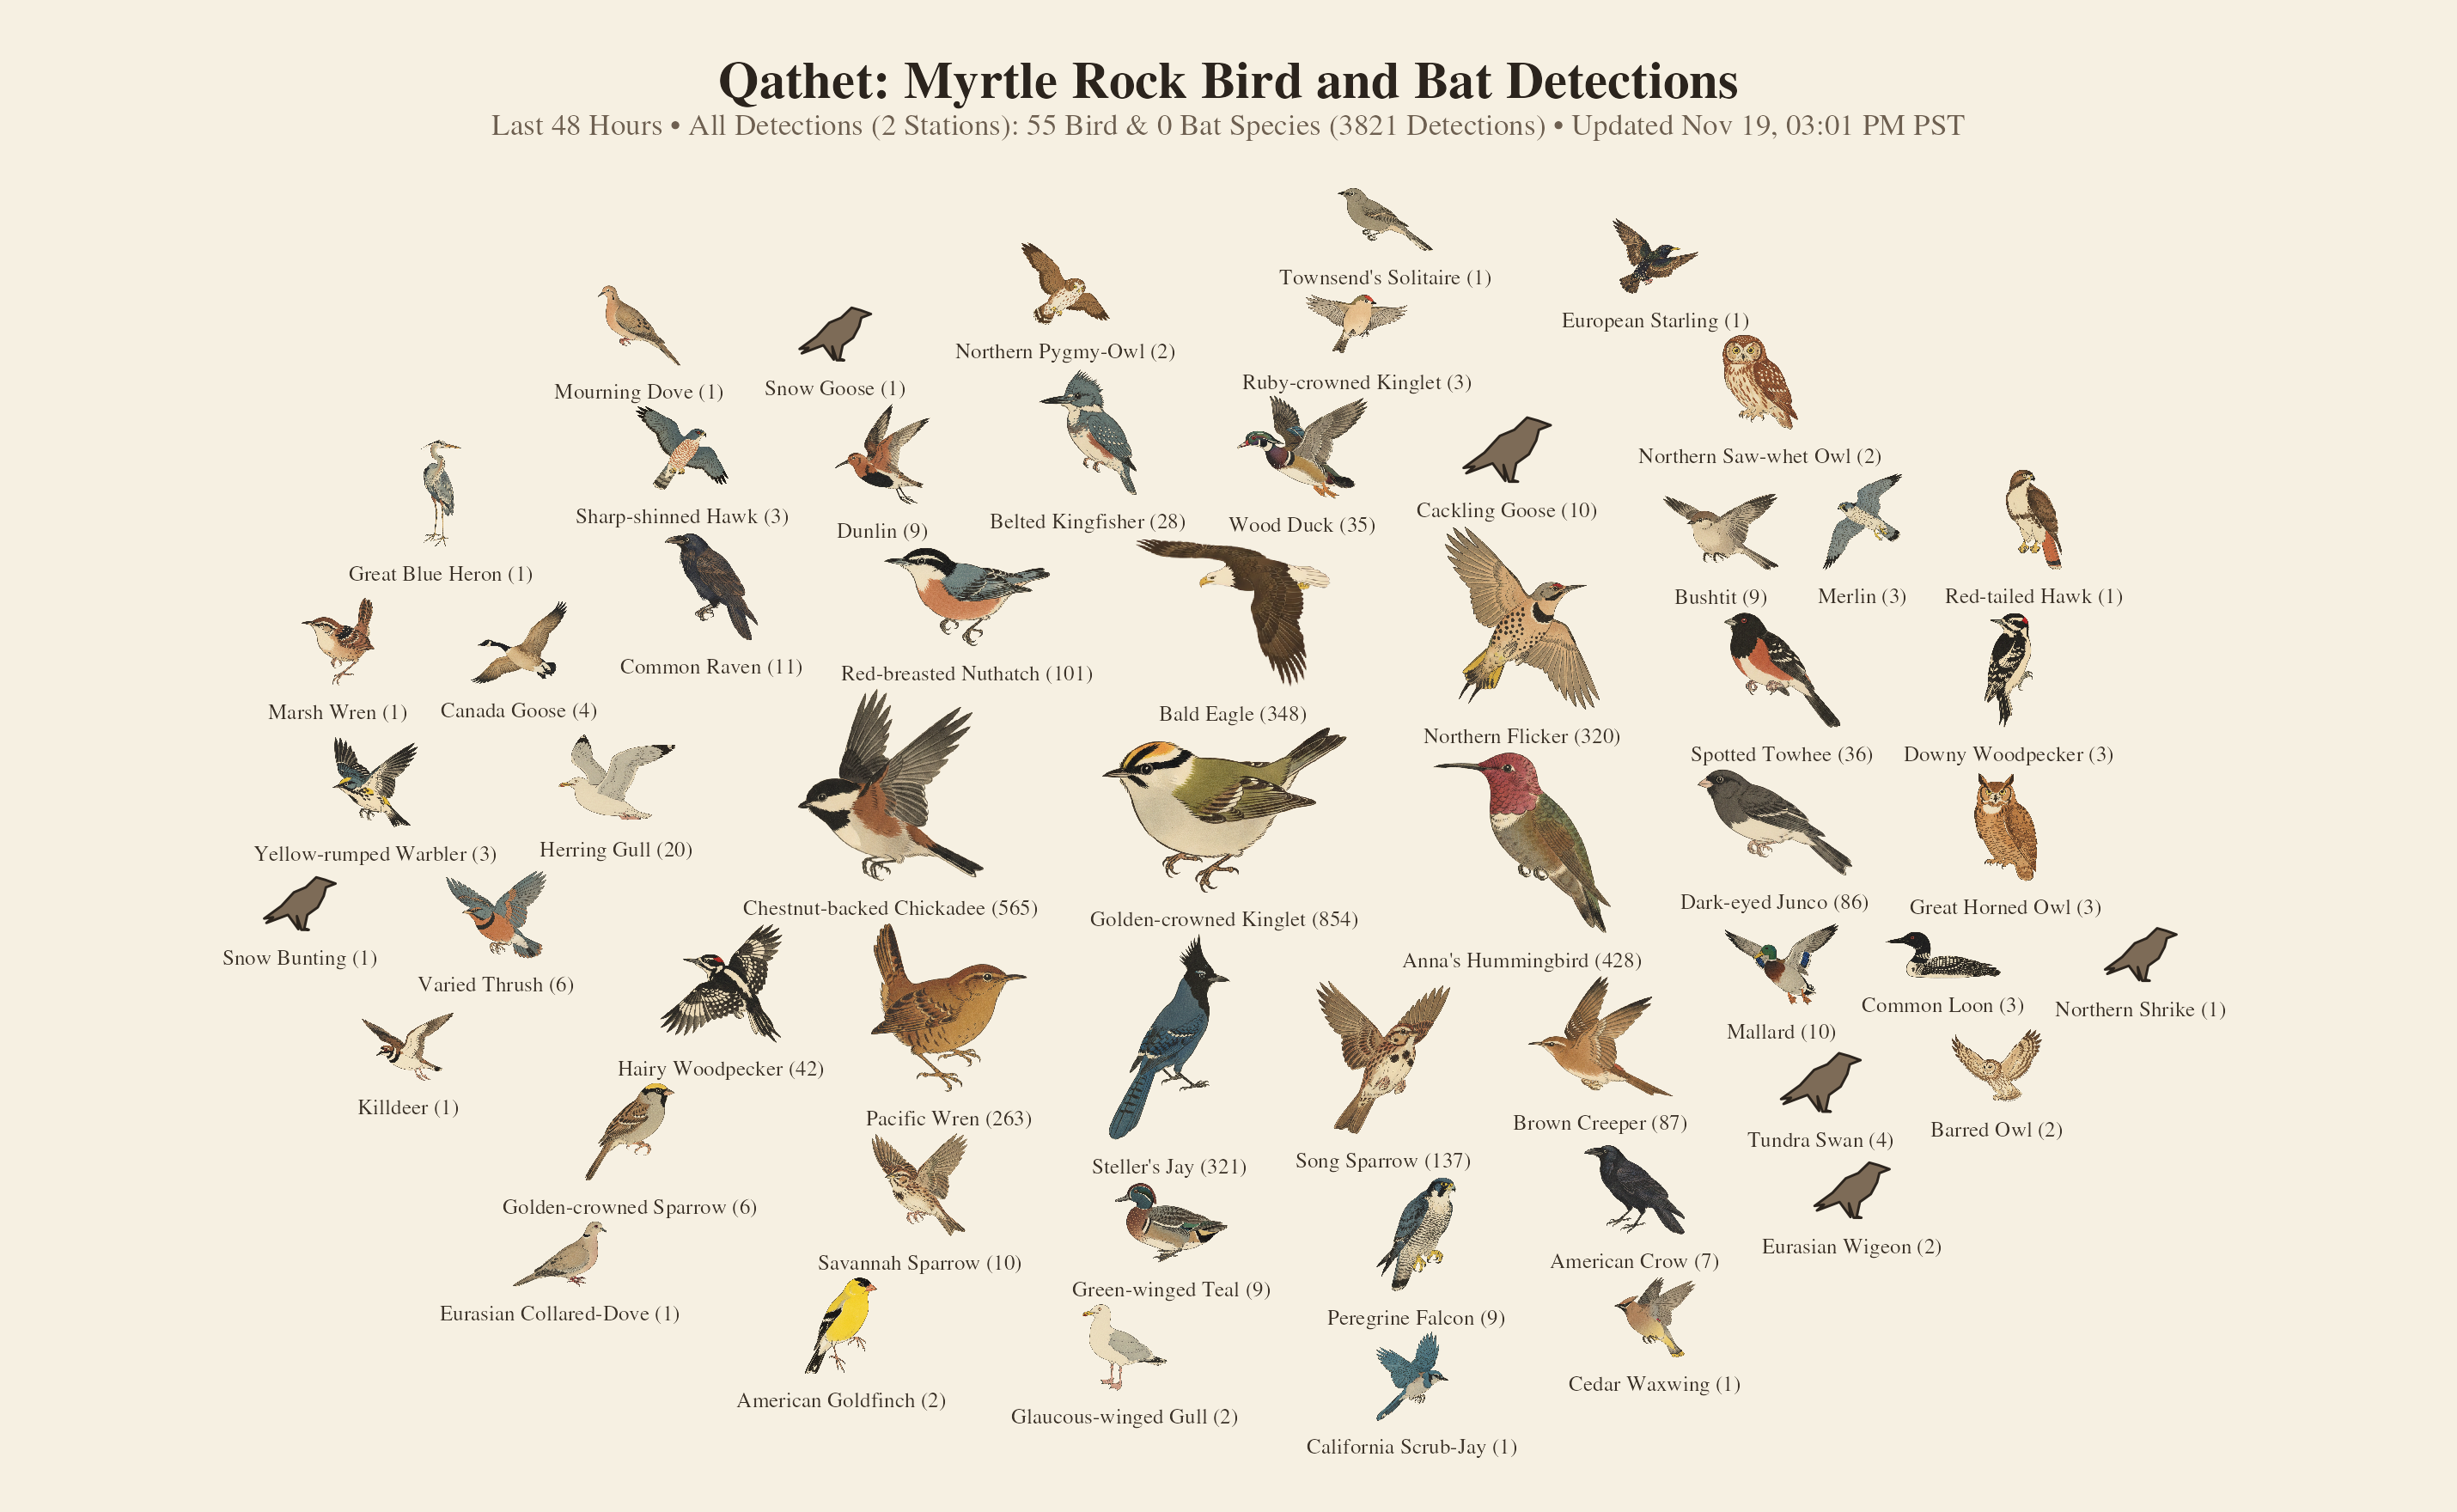 Qathet: Myrtle Rock Bird and Bat Detections
Last 48 Hours • All Detections (2 Stations): 55 Bird & 0 Bat Species (3821 Detections) • Updated Nov 19, 03:01 PM PST
Townsend's Solitaire (1)
European Starling (1)
Northern Pygmy-Owl (2)
Ruby-crowned Kinglet (3)
Mourning Dove (1)
Snow Goose (1)
Northern Saw-whet Owl (2)
Sharp-shinned Hawk (3)
Dunlin (9)
Belted Kingfisher (28)
Wood Duck (35)
Cackling Goose (10)
Great Blue Heron (1)
Bushtit (9)
Merlin (3)
Red-tailed Hawk (1)
Common Raven (11)
Red-breasted Nuthatch (101)
Marsh Wren (1)
Canada Goose (4)
Bald Eagle (348)
Northern Flicker (320)
Spotted Towhee (36)
Downy Woodpecker (3)
Yellow-rumped Warbler (3)
Herring Gull (20)
Chestnut-backed Chickadee (565)
Golden-crowned Kinglet (854)
Dark-eyed Junco (86)
Great Horned Owl (3)
Snow Bunting (1)
Varied Thrush (6)
Anna's Hummingbird (428)
Mallard (10)
Common Loon (3)
Northern Shrike (1)
Hairy Woodpecker (42)
Killdeer (1)
Pacific Wren (263)
Steller's Jay (321)
Song Sparrow (137)
Brown Creeper (87)
Tundra Swan (4)
Barred Owl (2)
Golden-crowned Sparrow (6)
Savannah Sparrow (10)
Green-winged Teal (9)
Peregrine Falcon (9)
American Crow (7)
Eurasian Wigeon (2)
Eurasian Collared-Dove (1)
American Goldfinch (2)
Glaucous-winged Gull (2)
California Scrub-Jay (1)
Cedar Waxwing (1)